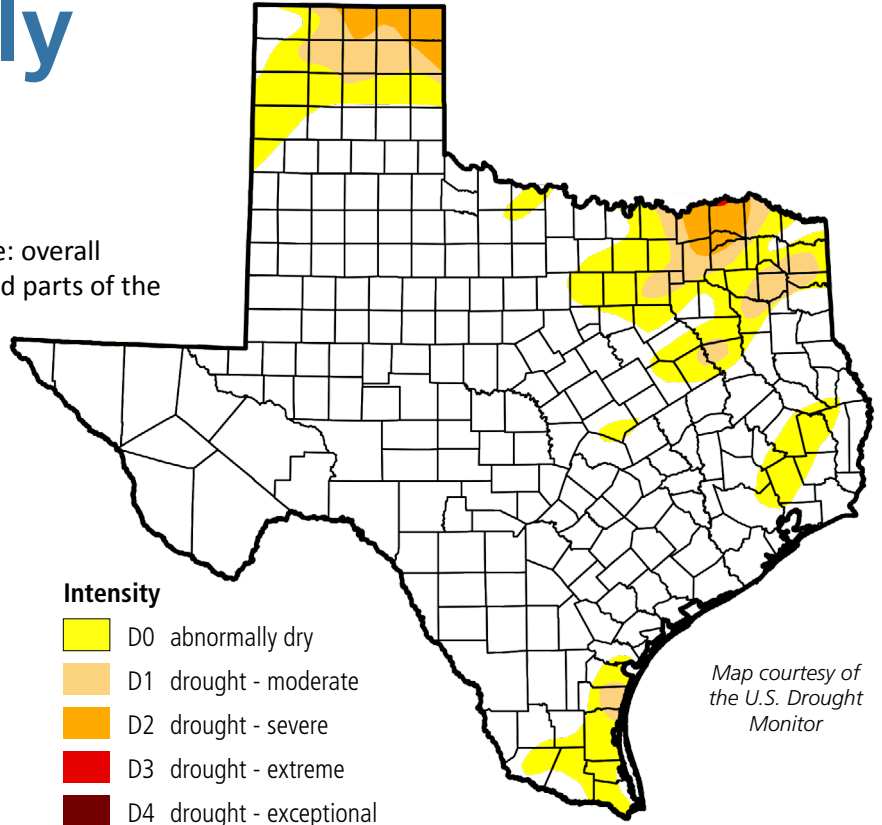 ly
e: overall
d parts of the
Intensity
D0 abnormally dry
D1 drought - moderate
D2 drought - severe
D3 drought - extreme
D4 drought - exceptional
Map courtesy of
the U.S. Drought
Monitor